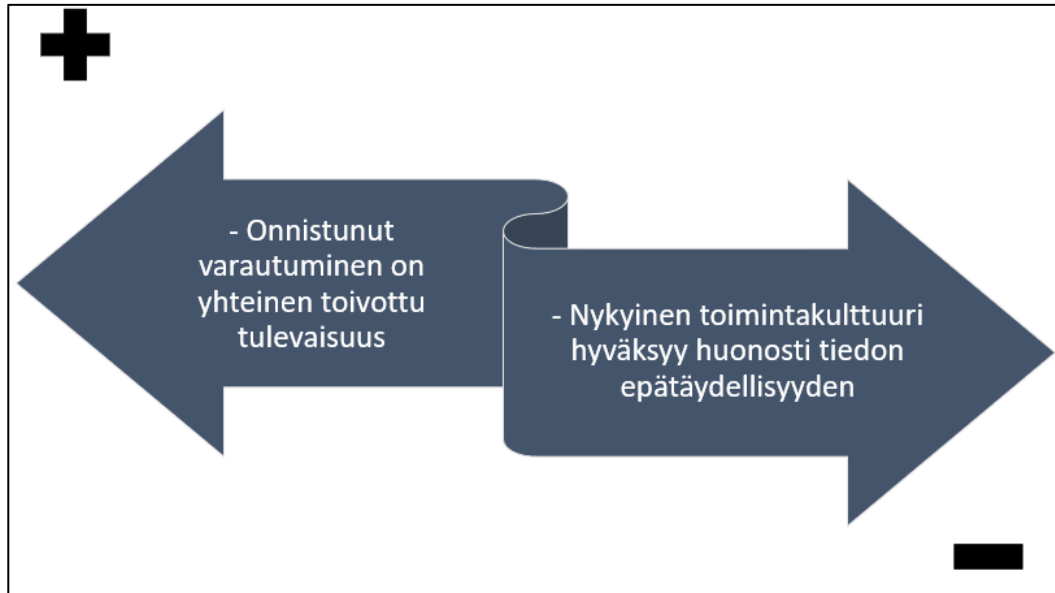 - Onnistunut
varautuminen on
yhteinen toivottu
tulevaisuus
- Nykyinen toimintakulttuuri
hyväksyy huonosti tiedon
epätäydellisyyden